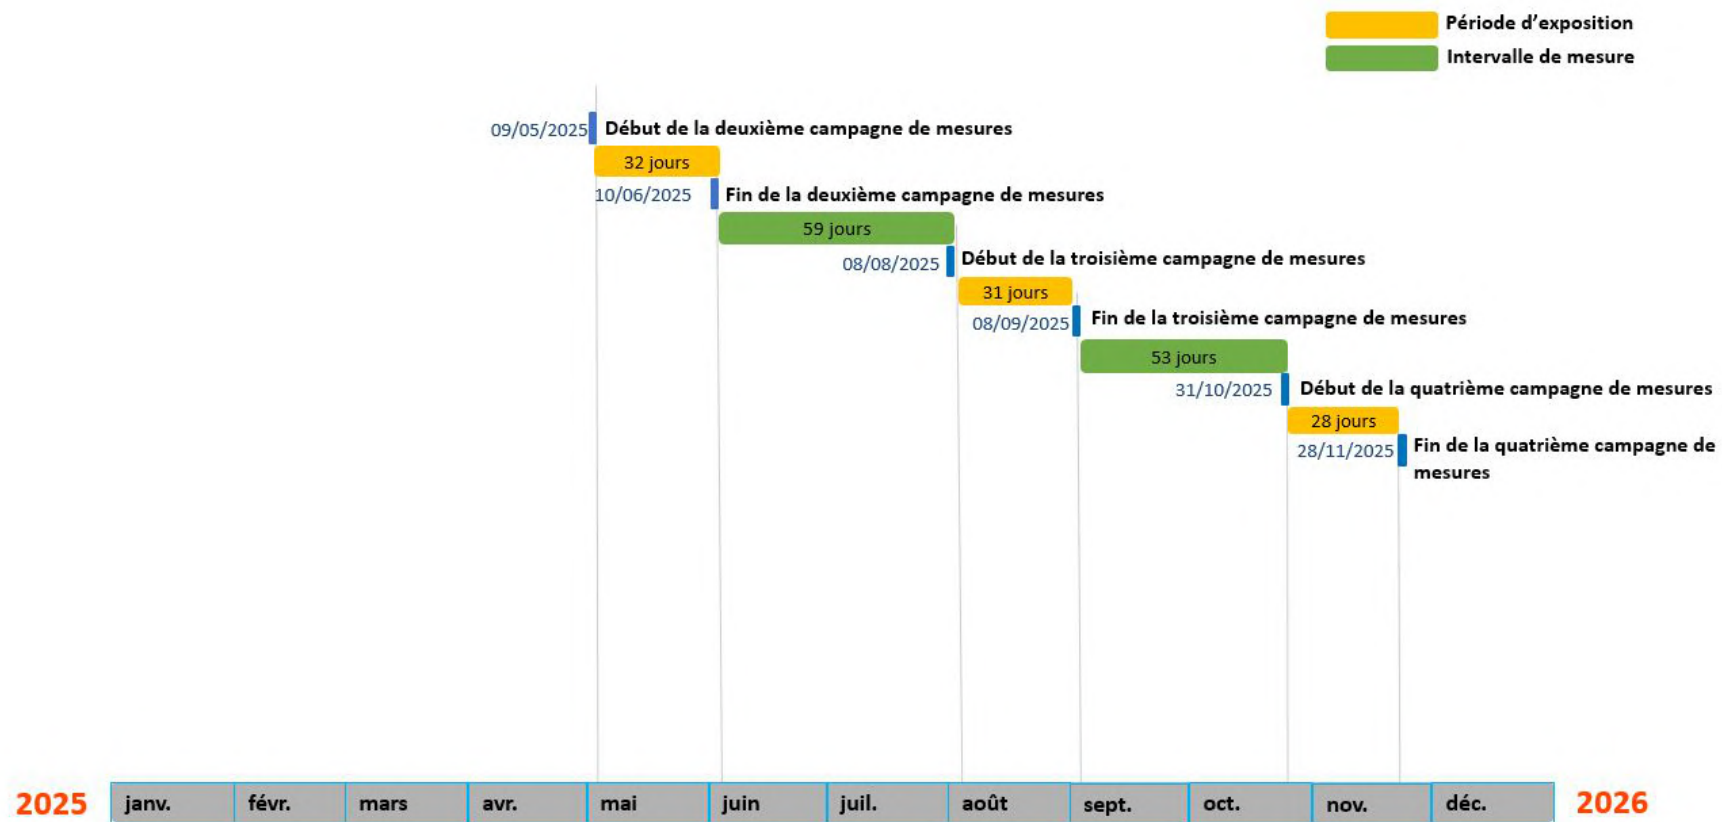 Période d’exposition
Intervalle de mesure
09/05/2025
Début de la deuxième campagne de mesures
32 jours
10/06/2025
Fin de la deuxième campagne de mesures
59 jours
08/08/2025
Début de la troisième campagne de mesures
31 jours
08/09/2025
Fin de la troisième campagne de mesures
53 jours
31/10/2025
Début de la quatrième campagne de mesures
28 jours
28/11/2025
Fin de la quatrième campagne de
mesures
2025 janv. févr. mars avr. mai juin juil. août sept. oct. nov. déc. 2026